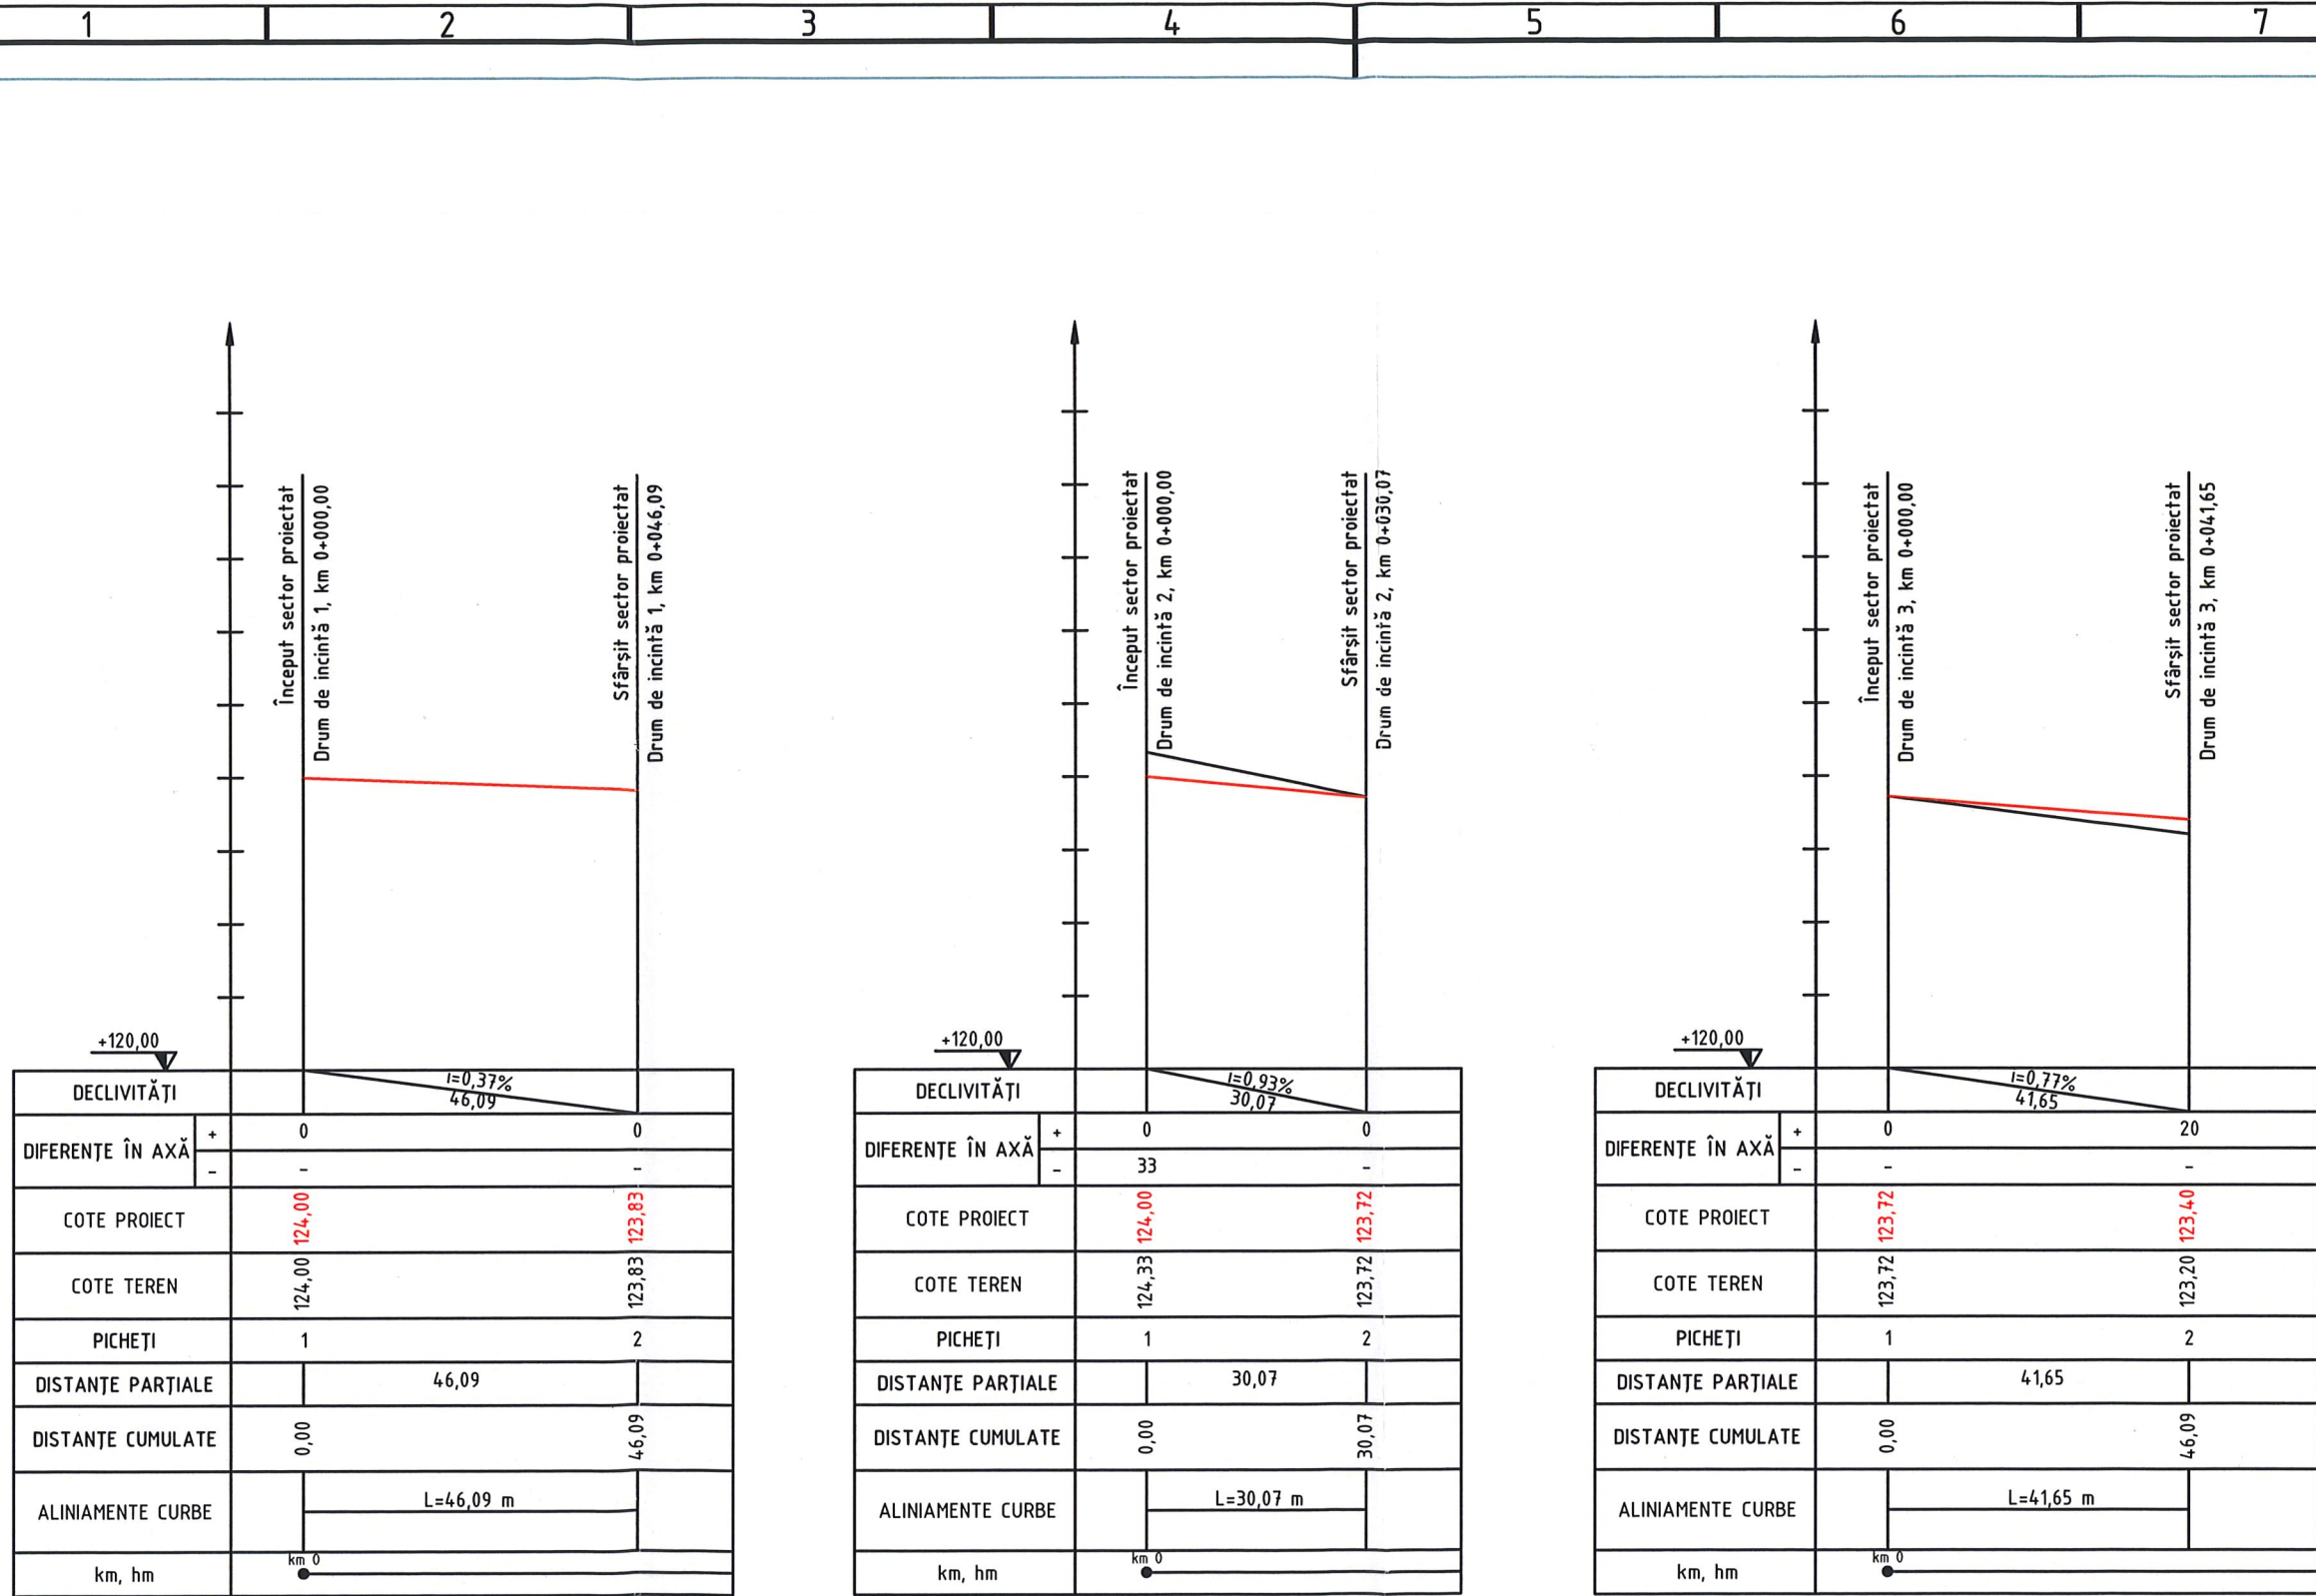 1 2 3 4 5 6 7
Început sector proiectat
Drum de incintă 1, km 0+000,00
Sfârșit sector proiectat
Drum de incintă 1, km 0+046,09
+120,00
DECLIVITĂȚI i=0,37%
46,09
DIFERENȚE ÎN AXĂ
+ 0 0
- - -
COTE PROIECT 124,00 123,83
COTE TEREN 124,00 123,83
PICHEȚI 1 2
DISTANȚE PARȚIALE 46,09
DISTANȚE CUMULATE 0,00 46,09
ALINIAMENTE CURBE L=46,09 m
km 0
km, hm
Început sector proiectat
Drum de incintă 2, km 0+000,00
Sfârșit sector proiectat
Drum de incintă 2, km 0+030,07
+120,00
DECLIVITĂȚI i=0,93%
30,07
DIFERENȚE ÎN AXĂ
+ 0 0
- 33 -
COTE PROIECT 124,00 123,72
COTE TEREN 124,33 123,72
PICHEȚI 1 2
DISTANȚE PARȚIALE 30,07
DISTANȚE CUMULATE 0,00 30,07
ALINIAMENTE CURBE L=30,07 m
km 0
km, hm
Început sector proiectat
Drum de incintă 3, km 0+000,00
Sfârșit sector proiectat
Drum de incintă 3, km 0+041,65
+120,00
DECLIVITĂȚI i=0,77%
41,65
DIFERENȚE ÎN AXĂ
+ 0 20
- - -
COTE PROIECT 123,72 123,40
COTE TEREN 123,72 123,20
PICHEȚI 1 2
DISTANȚE PARȚIALE 41,65
DISTANȚE CUMULATE 0,00 46,09
ALINIAMENTE CURBE L=41,65 m
km 0
km, hm